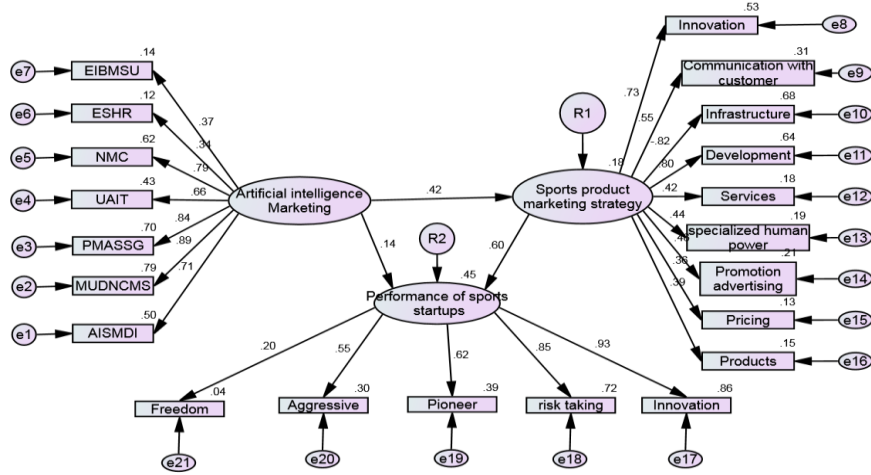 .53
Innovation
e8
.14
e7
EIBMSU
.31
Communication with
customer
e9
.12
e6
ESHR
.73
.37
R1
.55
.68
Infrastructure
e10
.62
e5
NMC
.34
-.82
.64
Development
e11
.79
.18
.80
.43
e4
UAIT
.66
Artificial intelligence
Marketing
.42
Sports product
marketing strategy
.42
.18
Services
e12
.70
e3
PMASSG
.84
.44
.19
specialized human
power
e13
R2
.14
.60
.89
.46
.21
Promotion
advertising
e14
.79
e2
MUDNCMS
.71
.45
.36
Performance of sports
startups
.39
.13
Pricing
e15
.50
e1
AISMDI
.15
Products
e16
.20
.55
.62
.85
.93
.04
.30
.39
.72
.86
Freedom
Aggressive
Pioneer
risk taking
Innovation
e21
e20
e19
e18
e17